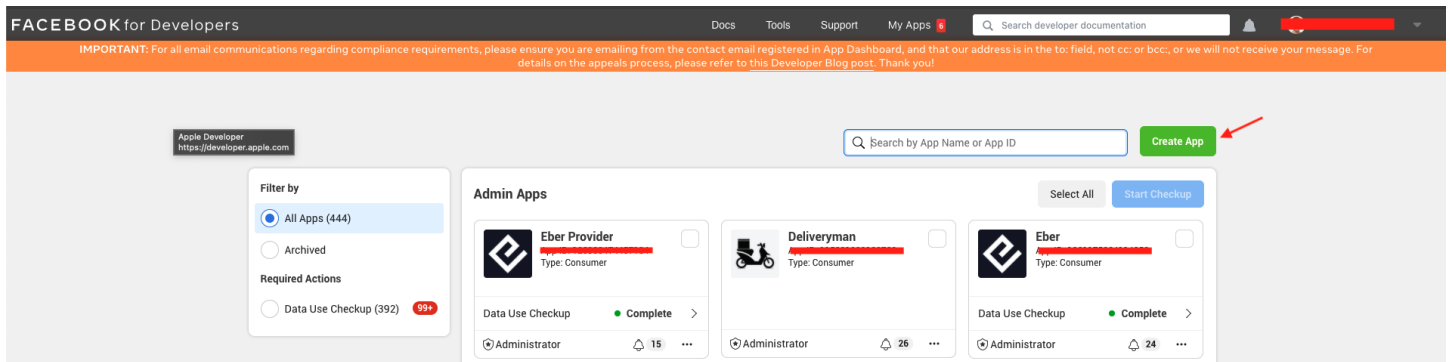 FACEBOOK for Developers
Docs Tools Support My Apps 6 Search developer documentation
IMPORTANT: For all email communications regarding compliance requirements, please ensure you are emailing from the contact email registered in App Dashboard, and that our address is in the to: field, not cc: or bcc:, or we will not receive your message. For
details on the appeals process, please refer to this Developer Blog post. Thank you!
Apple Developer
https://developer.apple.com
Search by App Name or App ID
Create App
Filter by
All Apps (444)
Archived
Required Actions
Data Use Checkup (392) 99+
Admin Apps
Select All
Start Checkup
Eber Provider
Type: Consumer
Data Use Checkup Complete
Administrator 15
Deliveryman
Type: Consumer
Administrator 26
Eber
Type: Consumer
Data Use Checkup Complete
Administrator 24